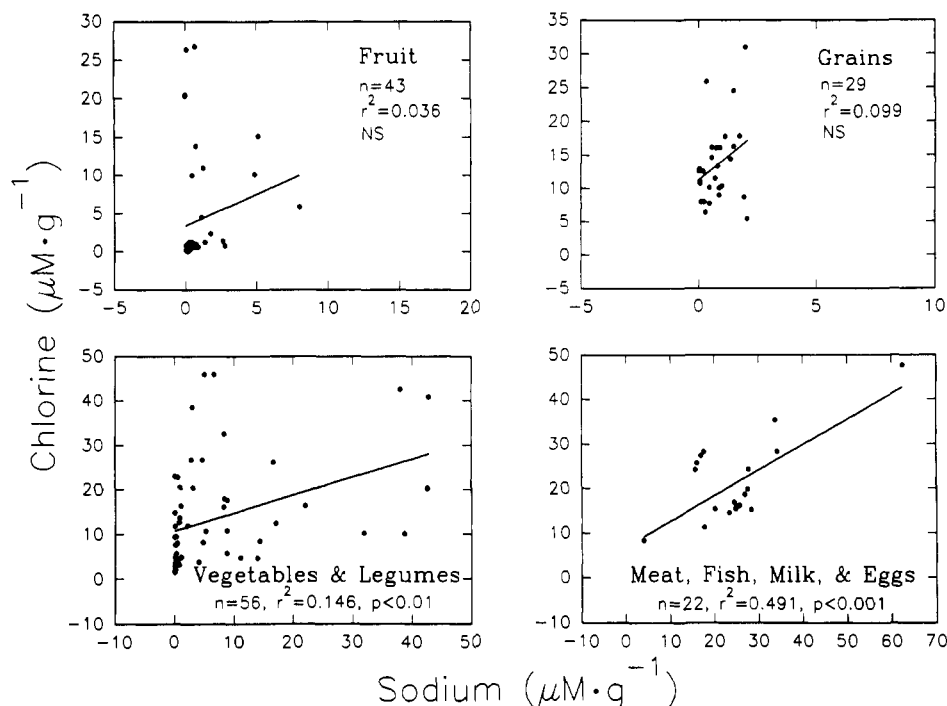 Chlorine (μM·g⁻¹)
30
25
20
15
10
5
0
−5
−5 0 5 10 15 20
Fruit
n=43
r²=0.036
NS
35
30
25
20
15
10
5
0
−5
−5 0 5 10
Grains
n=29
r²=0.099
NS
50
40
30
20
10
0
−10
−10 0 10 20 30 40 50
Vegetables & Legumes
n=56, r²=0.146, p<0.01
50
40
30
20
10
0
−10
−10 0 10 20 30 40 50 60 70
Meat, Fish, Milk, & Eggs
n=22, r²=0.491, p<0.001
Sodium (μM·g⁻¹)